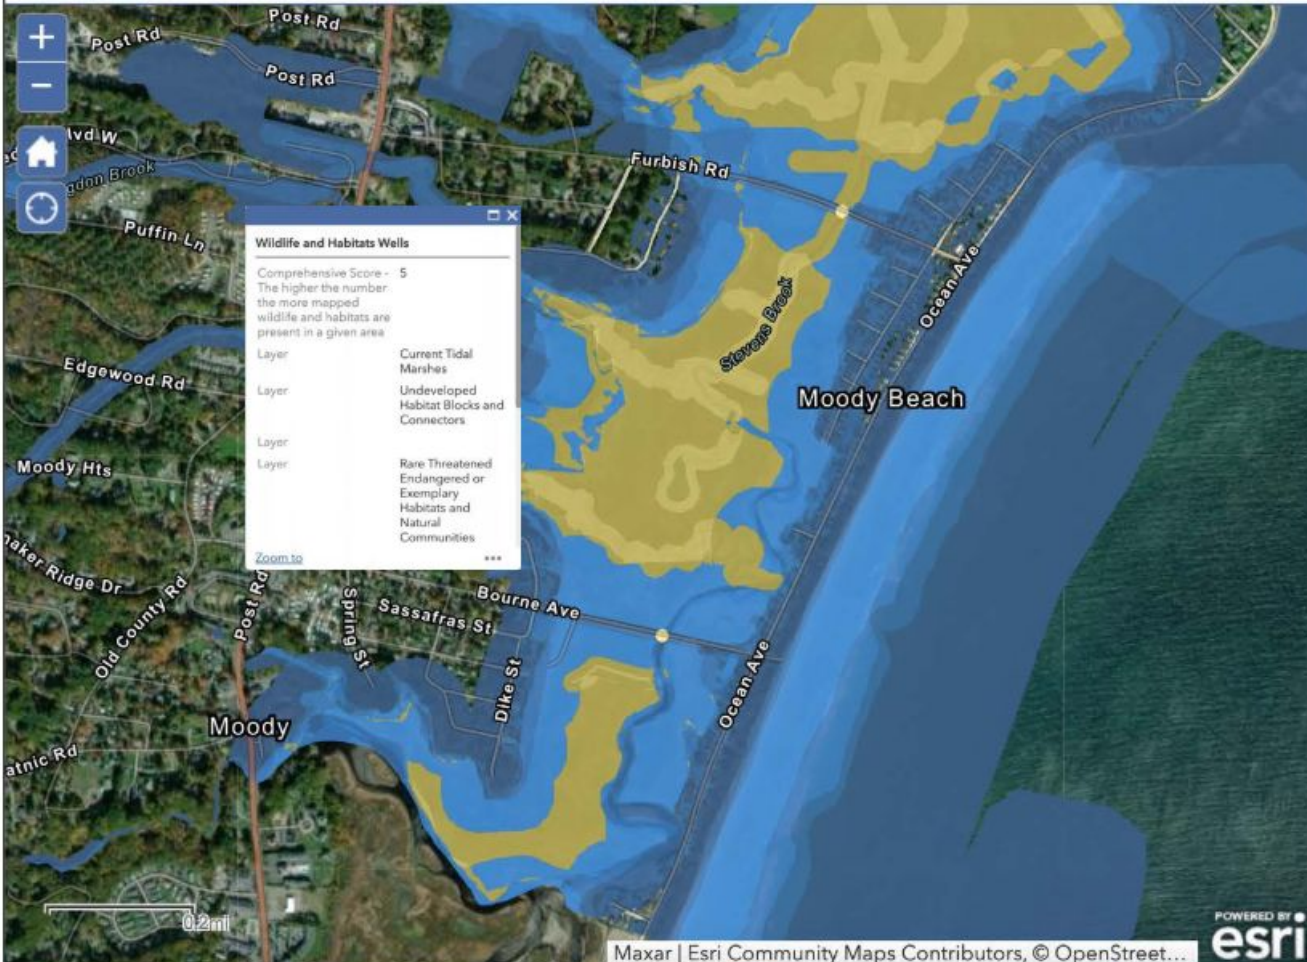 Post Rd
Post Rd
Post Rd
+
−
lvd W
gdon Brook
Furbish Rd
Puffin Ln
Wildlife and Habitats Wells
Comprehensive Score - 5
The higher the number
the more mapped
wildlife and habitats are
present in a given area
Layer Current Tidal
Marshes
Layer Undeveloped
Habitat Blocks and
Connectors
Layer
Layer Rare Threatened
Endangered or
Exemplary
Habitats and
Natural
Communities
Zoom to
Ocean Ave
Stevens Brook
Edgewood Rd
Moody Beach
Moody Hts
naker Ridge Dr
Old County Rd
Post Rd
Spring St
Sassafras St
Bourne Ave
Dike St
Ocean Ave
Moody
atnic Rd
0.2mi
POWERED BY
esri
Maxar | Esri Community Maps Contributors, © OpenStreet...